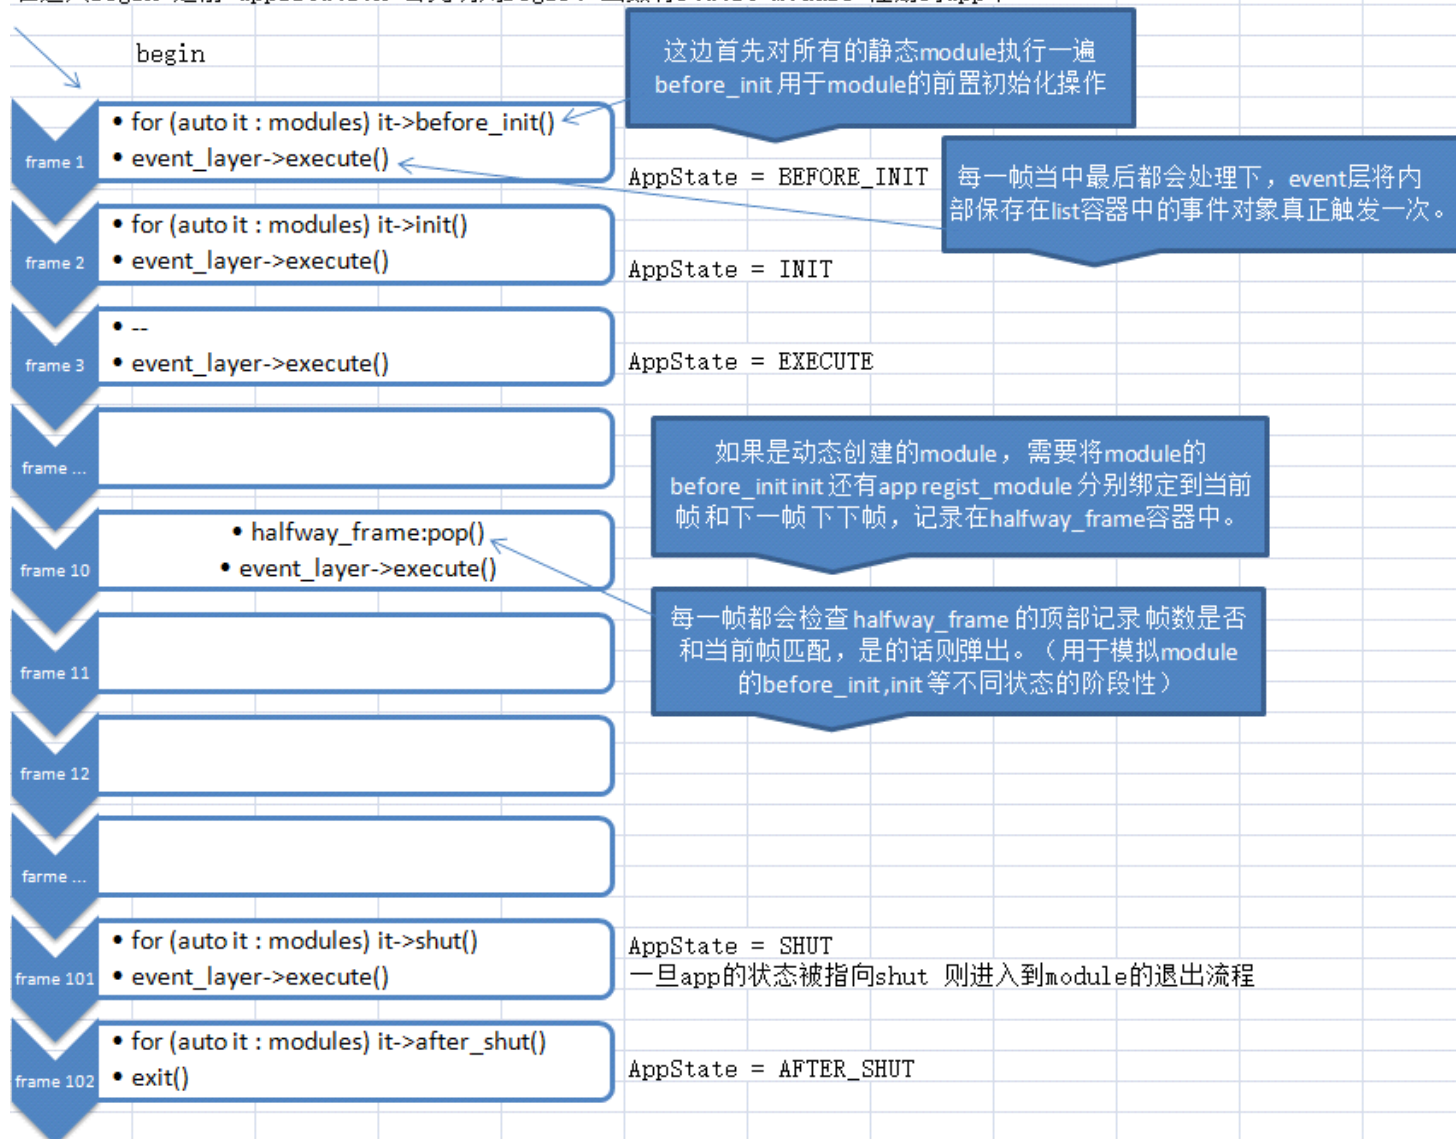 begin
这边首先对所有的静态module执行一遍
before_init 用于module的前置初始化操作
frame 1
• for (auto it : modules) it->before_init()
• event_layer->execute()
AppState = BEFORE_INIT
每一帧当中最后都会处理下，event层将内
部保存在list容器中的事件对象真正触发一次。
frame 2
• for (auto it : modules) it->init()
• event_layer->execute()
AppState = INIT
frame 3
• --
• event_layer->execute()
AppState = EXECUTE
frame ...
如果是动态创建的module，需要将module的
before_init init 还有app regist_module 分别绑定到当前
帧和下一帧下下帧，记录在halfway_frame容器中。
frame 10
• halfway_frame:pop()
• event_layer->execute()
每一帧都会检查 halfway_frame 的顶部记录 帧数是否
和当前帧匹配，是的话则弹出。（用于模拟module
的before_init ,init 等不同状态的阶段性）
frame 11
frame 12
farme ...
frame 101
• for (auto it : modules) it->shut()
• event_layer->execute()
AppState = SHUT
一旦app的状态被指向shut 则进入到module的退出流程
frame 102
• for (auto it : modules) it->after_shut()
• exit()
AppState = AFTER_SHUT